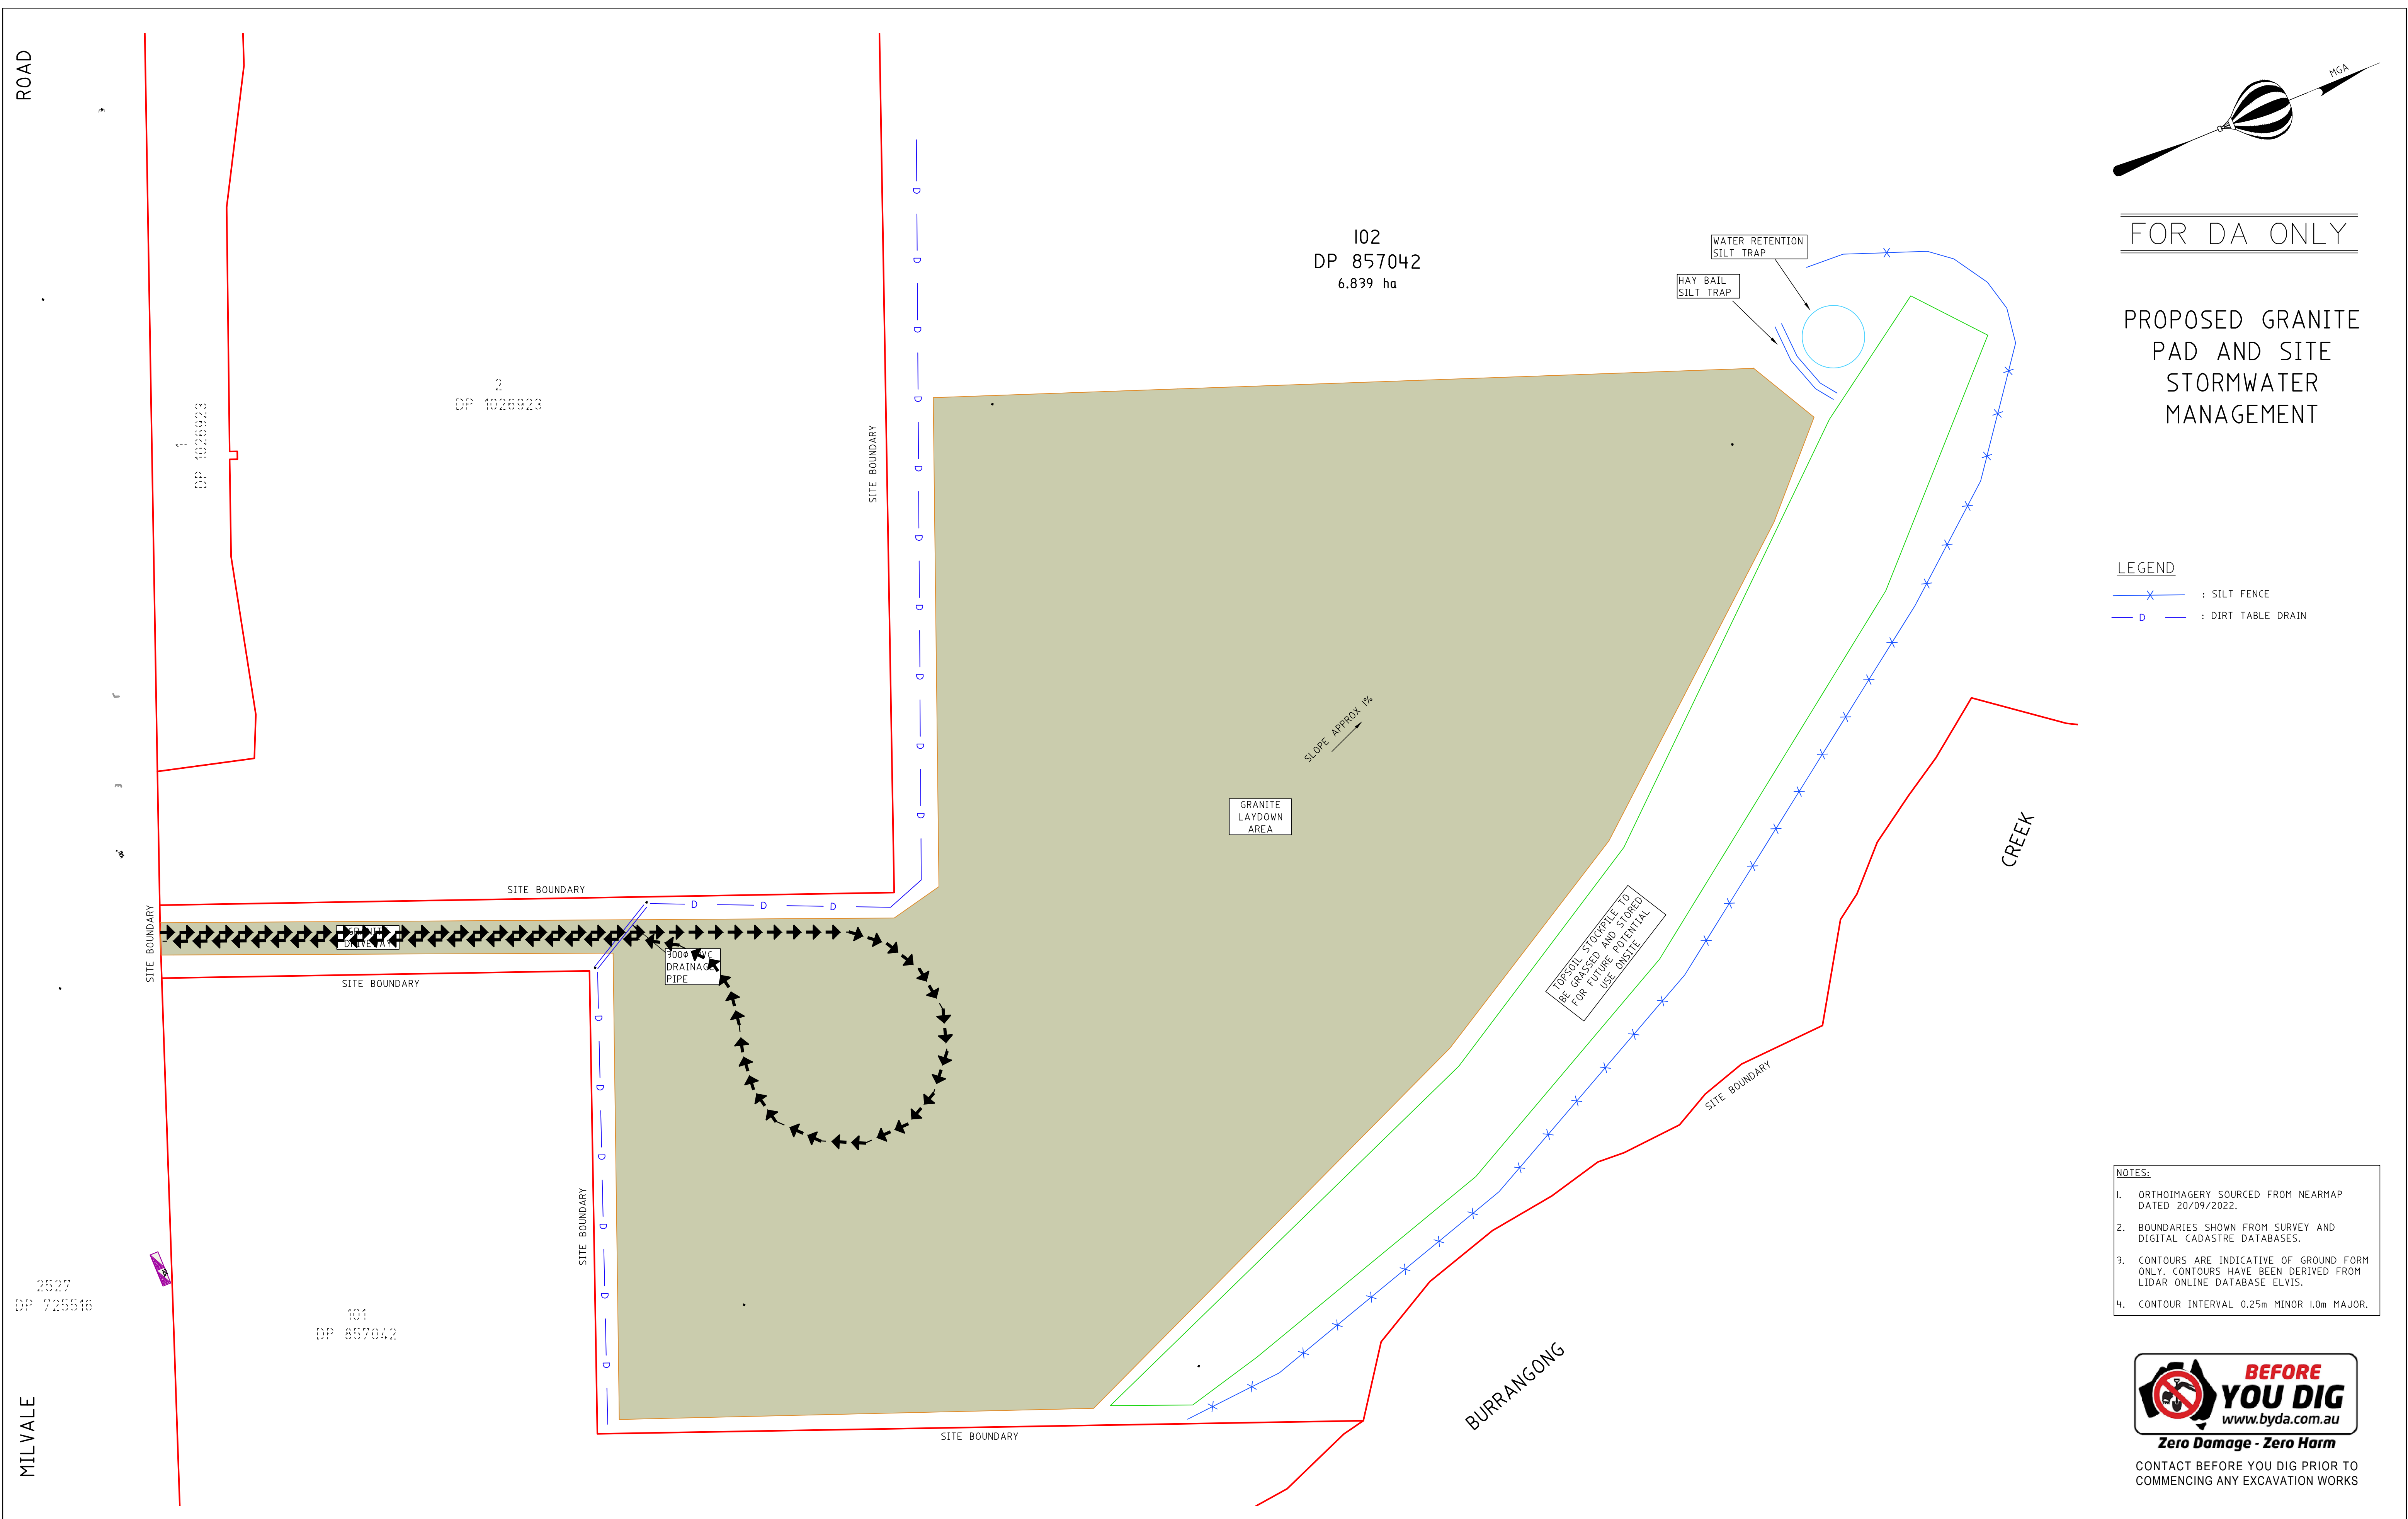 ROAD
MGA
FOR DA ONLY
PROPOSED GRANITE
PAD AND SITE
STORMWATER
MANAGEMENT
102
DP 857042
6.839 ha
WATER RETENTION
SILT TRAP
HAY BAIL
SILT TRAP
2
DP 1026923
1
DP 1026923
SITE BOUNDARY
D
D
D
D
D
D
D
D
D
D
LEGEND
: SILT FENCE
D
: DIRT TABLE DRAIN
SLOPE APPROX 1%
GRANITE
LAYDOWN
AREA
CREEK
SITE BOUNDARY
D
D
D
SITE BOUNDARY
GRANITE
DRIVEWAY
DRAINAGE
PIPE
SITE BOUNDARY
TOPSOIL STOCKPILE TO
BE GRASSED AND STORED
FOR FUTURE POTENTIAL
USE ONSITE
SITE BOUNDARY
D
D
D
D
D
D
SITE BOUNDARY
2527
DP 725516
101
DP 857042
MILVALE
BURRANGONG
SITE BOUNDARY
NOTES:
1. ORTHOIMAGERY SOURCED FROM NEARMAP
DATED 20/09/2022.
2. BOUNDARIES SHOWN FROM SURVEY AND
DIGITAL CADASTRE DATABASES.
3. CONTOURS ARE INDICATIVE OF GROUND FORM
ONLY. CONTOURS HAVE BEEN DERIVED FROM
LIDAR ONLINE DATABASE ELVIS.
4. CONTOUR INTERVAL 0.25m MINOR 1.0m MAJOR.
BEFORE
YOU DIG
www.byda.com.au
Zero Damage - Zero Harm
CONTACT BEFORE YOU DIG PRIOR TO
COMMENCING ANY EXCAVATION WORKS